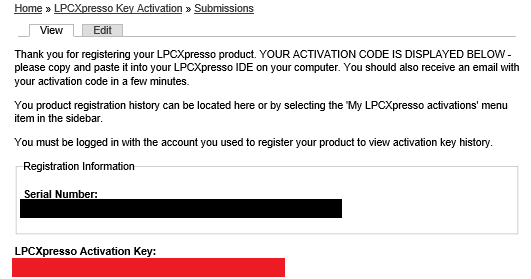 Home » LPCXpresso Key Activation » Submissions
View Edit
Thank you for registering your LPCXpresso product. YOUR ACTIVATION CODE IS DISPLAYED BELOW -
please copy and paste it into your LPCXpresso IDE on your computer. You should also receive an email with
your activation code in a few minutes.
You product registration history can be located here or by selecting the 'My LPCXpresso activations' menu
item in the sidebar.
You must be logged in with the account you used to register your product to view activation key history.
Registration Information
Serial Number:
LPCXpresso Activation Key: